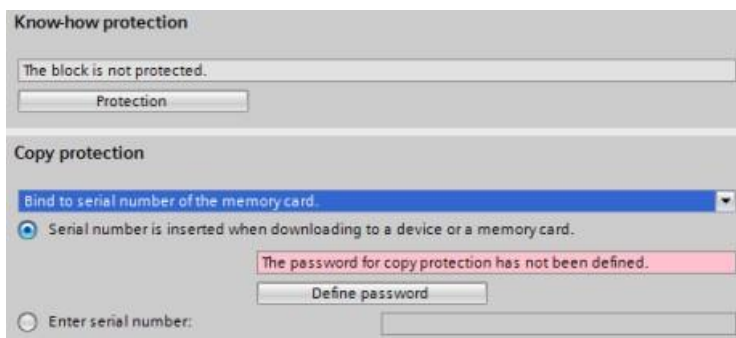 Know-how protection
The block is not protected.
Protection
Copy protection
Bind to serial number of the memory card.
Serial number is inserted when downloading to a device or a memory card.
The password for copy protection has not been defined.
Define password
Enter serial number: